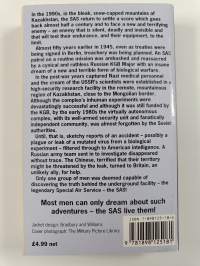 In the 1990s, in the bleak, snow-capped mountains of
Kazakhstan, the SAS return to settle a score which goes
back almost half a century and to face a new and terrifying
enemy – an enemy that is silent, deadly and invisible and
that will test their endurance, and their equipment, to the
limit.
Almost fifty years earlier in 1945, even as treaties were
being signed in Berlin, treachery was being planned. An SAS
patrol on a routine mission was ambushed and massacred
by a cynical and ruthless Russian KGB Major with an insane
dream of a new and terrible form of biological warfare.
In the post-war years captured Nazi medical personnel
and the cream of the USSR's scientists were established in a
high-security research facility in the remote, mountainous
region of Kazakhstan, close to the Mongolian border.
Although the complex's inhuman experiments were
devastatingly successful and although it was still funded by
the KGB, by the early 1980s the virtually autonomous
complex, with its well-armed security unit and fanatically
independent community, was almost forgotten by the Soviet
authorities.
Until, that is, sketchy reports of an accident – possibly a
plague or leak of a mutated virus from a biological
experiment – filtered through to American intelligence. A
Russian army team sent in to investigate disappeared
without trace. The Chinese, terrified that their territory
might be threatened by the leak, turned to Britain, an
unlikely ally, for help.
Only one group of men was deemed capable of
discovering the truth behind the underground facility – the
legendary Special Air Service – the SAS!
Most men can only dream about such
adventures – the SAS live them!
Jacket design: Bradbury and Williams
Cover photograph: The Military Picture Library
£4.99 net
ISBN 1-898125-18-6
9 781898 125181